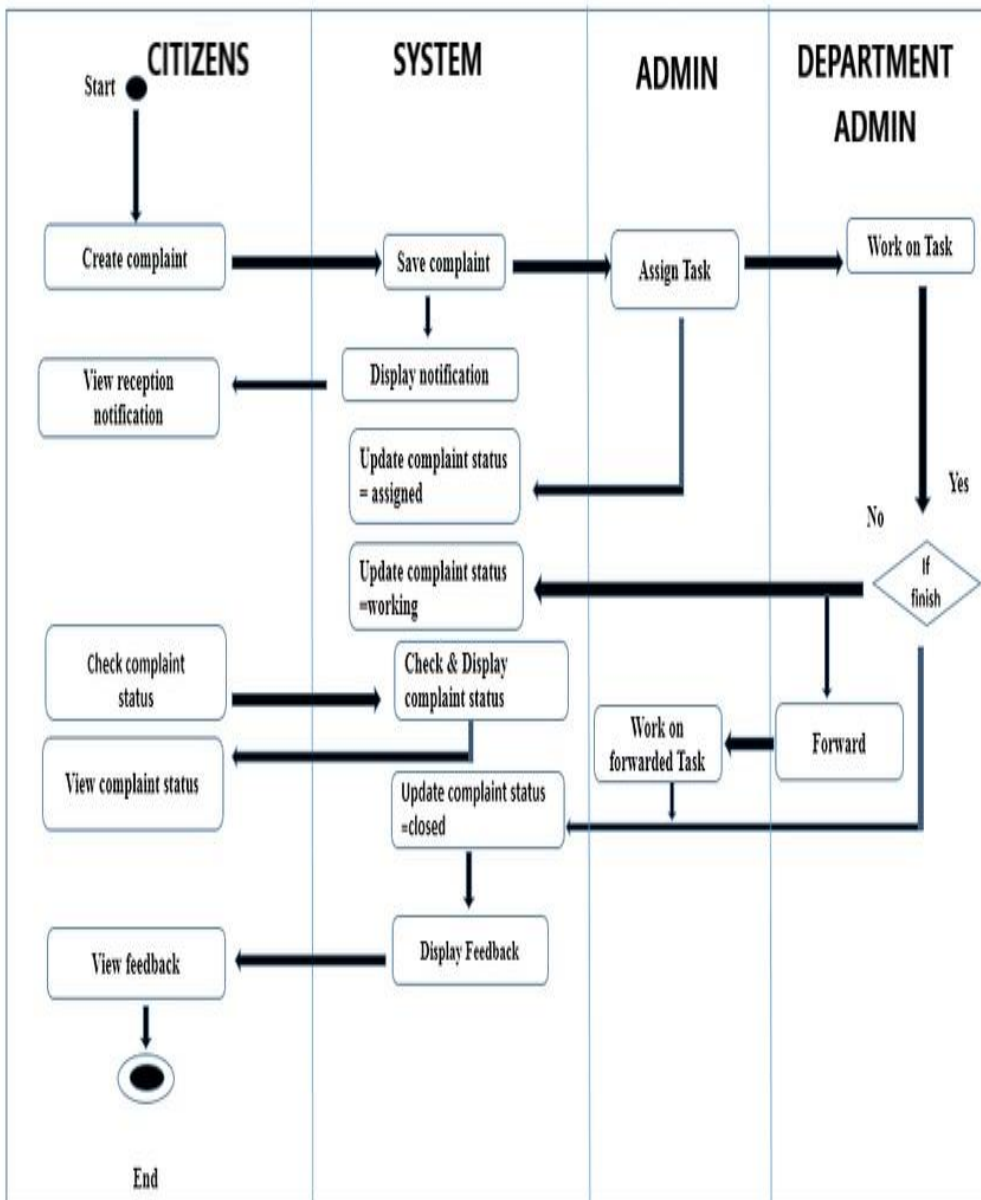 CITIZENS
SYSTEM
ADMIN
DEPARTMENT
ADMIN
Start
Create complaint
Save complaint
Assign Task
Work on Task
View reception
notification
Display notification
Update complaint status
= assigned
Yes
No
If
finish
Update complaint status
=working
Check complaint
status
Check & Display
complaint status
Work on
forwarded Task
Forward
View complaint status
Update complaint status
=closed
View feedback
Display Feedback
End